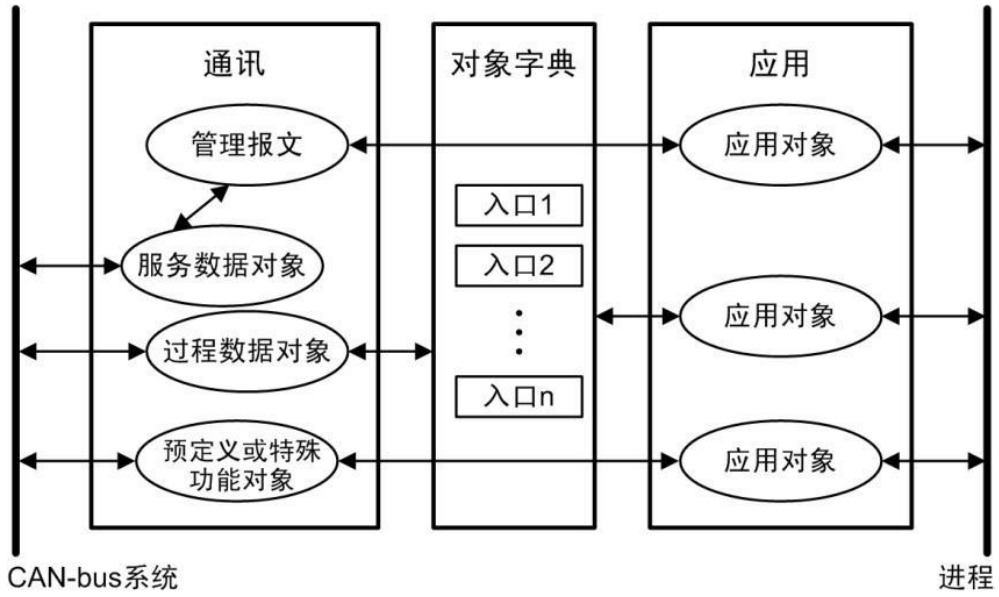 通讯
对象字典
应用
管理报文
应用对象
入口1
服务数据对象
入口2
应用对象
过程数据对象
入口n
预定义或特殊
功能对象
应用对象
CAN-bus系统
进程